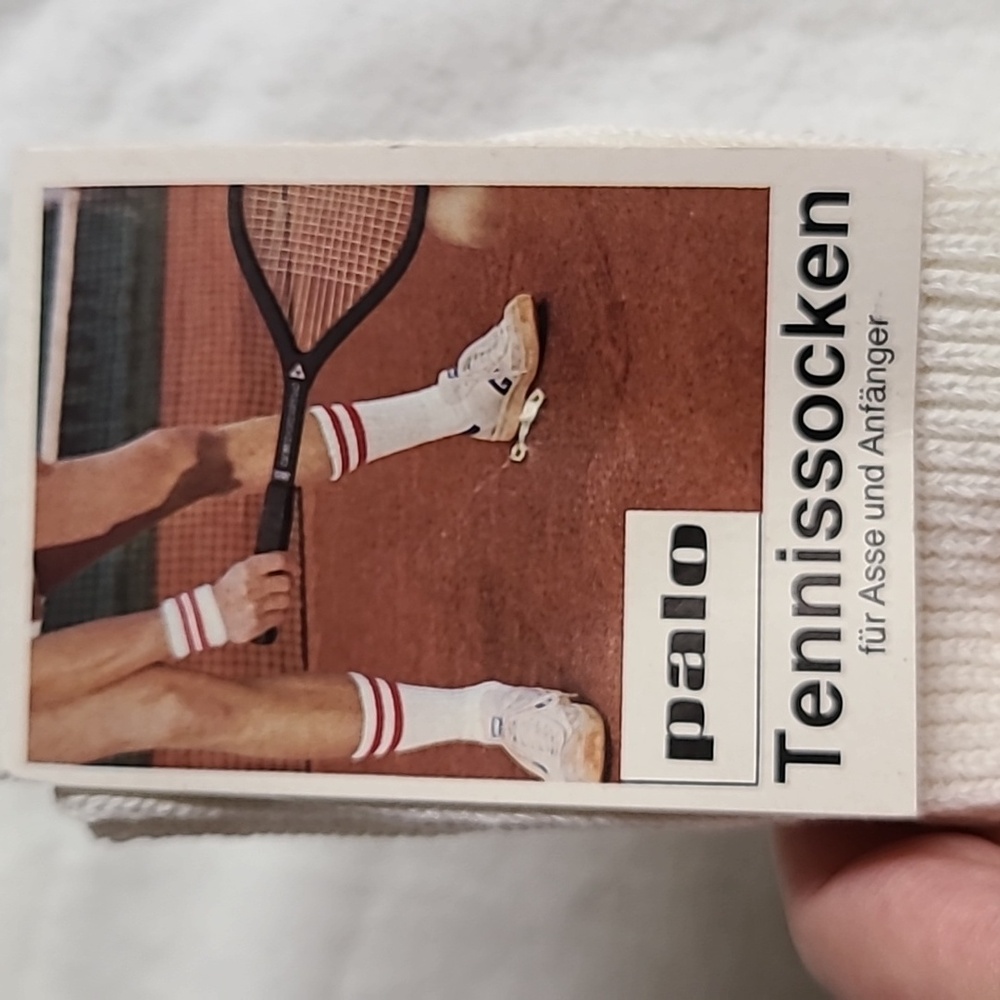 palo
Tennissocken
für Asse und Anfänger